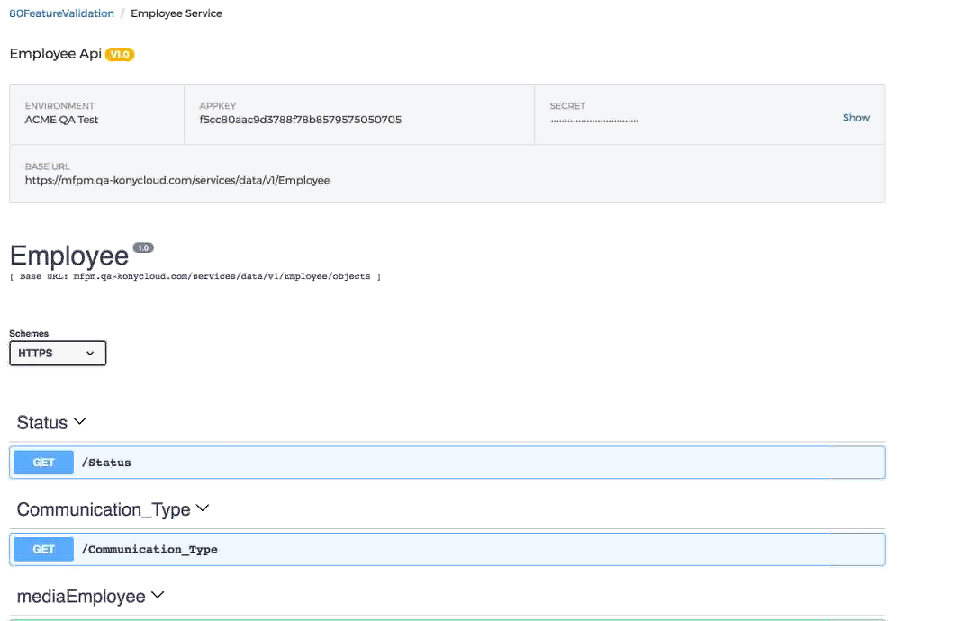 80FeatureValidation / Employee Service
Employee Api V1.0
ENVIRONMENT
ACME QA Test
APPKEY
f5cc80aac9d3788f78b8579575050705
SECRET
Show
BASE URL
https://mfpm.qa-konycloud.com/services/data/v1/Employee
Employee 1.0
[ Base URL: mfpm.qa-konycloud.com/services/data/v1/Employee/objects ]
Schemes
HTTPS
Status
GET /Status
Communication_Type
GET /Communication_Type
mediaEmployee